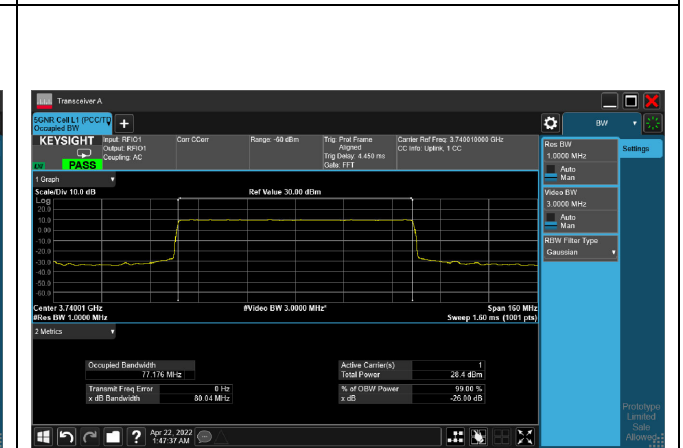 Transceiver A
5GNR Cell L1 (PCC/TD
Occupied BW
KEYSIGHT
PASS
Input: RFIO1
Output: RFIO1
Coupling: AC
Corr CCorr
Range: -60 dBm
Trig: Prot Frame
Aligned
Trig Delay: 4.450 ms
Gate: FFT
Carrier Ref Freq: 3.740010000 GHz
CC Info: Uplink, 1 CC
BW
Res BW
1.0000 MHz
Auto
Man
Settings
Video BW
3.0000 MHz
Auto
Man
RBW Filter Type
Gaussian
1 Graph
Scale/Div 10.0 dB
Ref Value 30.00 dBm
Log
20.0
10.0
0.00
-10.0
-20.0
-30.0
-40.0
-50.0
-60.0
Center 3.74001 GHz
#Video BW 3.0000 MHz*
Span 160 MHz
#Res BW 1.0000 MHz
Sweep 1.60 ms (1001 pts)
2 Metrics
Occupied Bandwidth
77.176 MHz
Active Carrier(s) 1
Total Power 28.4 dBm
Transmit Freq Error 0 Hz
x dB Bandwidth 80.04 MHz
% of OBW Power 99.00 %
x dB -26.00 dB
Prototype
Limited
Sale
Allowed
Apr 22, 2022
1:47:37 AM